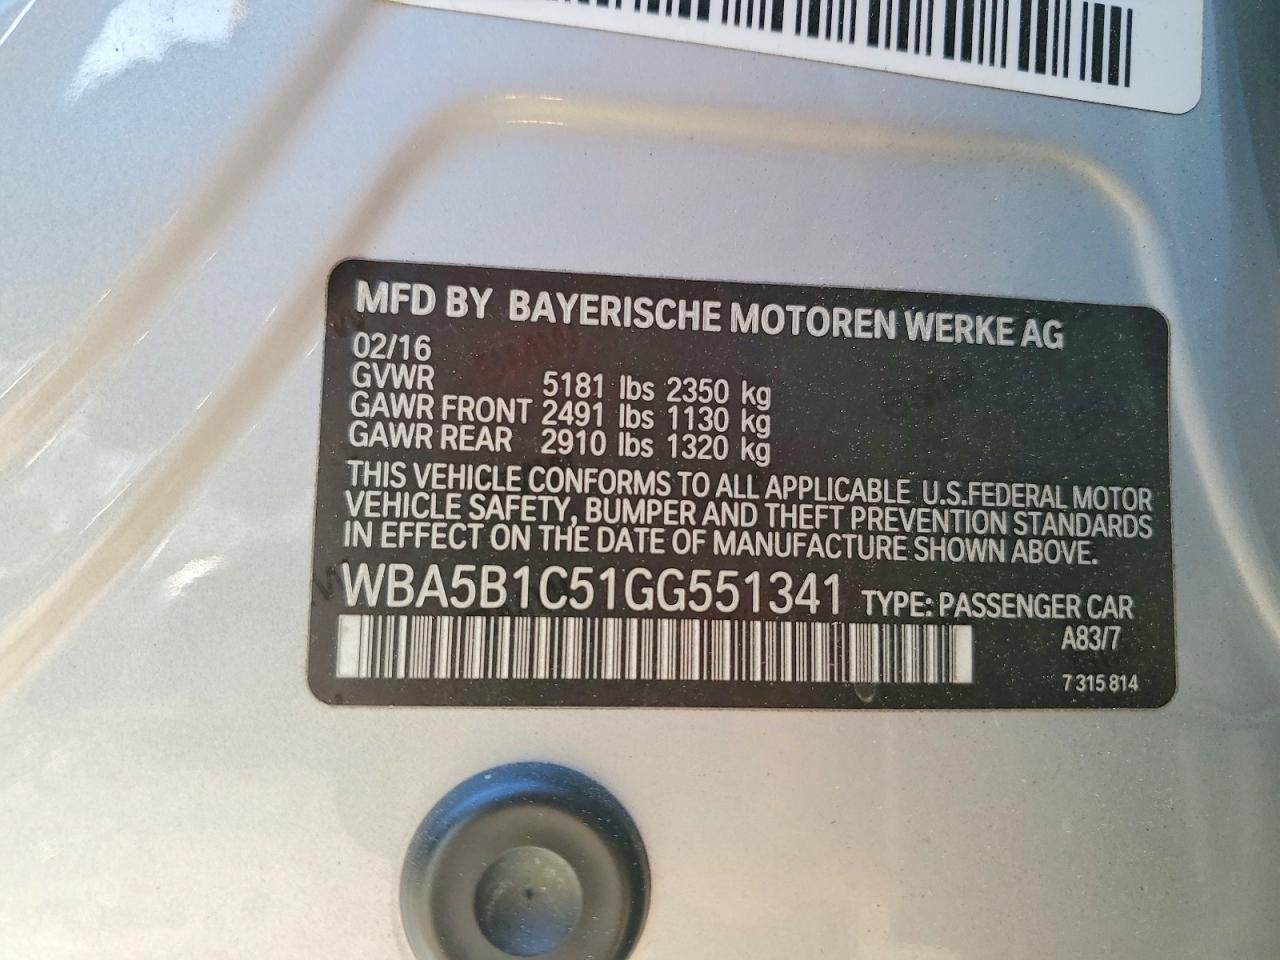 MFD BY BAYERISCHE MOTOREN WERKE AG
02/16
GVWR 5181 lbs 2350 kg
GAWR FRONT 2491 lbs 1130 kg
GAWR REAR 2910 lbs 1320 kg
THIS VEHICLE CONFORMS TO ALL APPLICABLE U.S.FEDERAL MOTOR
VEHICLE SAFETY, BUMPER AND THEFT PREVENTION STANDARDS
IN EFFECT ON THE DATE OF MANUFACTURE SHOWN ABOVE.
WBA5B1C51GG551341 TYPE: PASSENGER CAR
A83/7
7 315 814